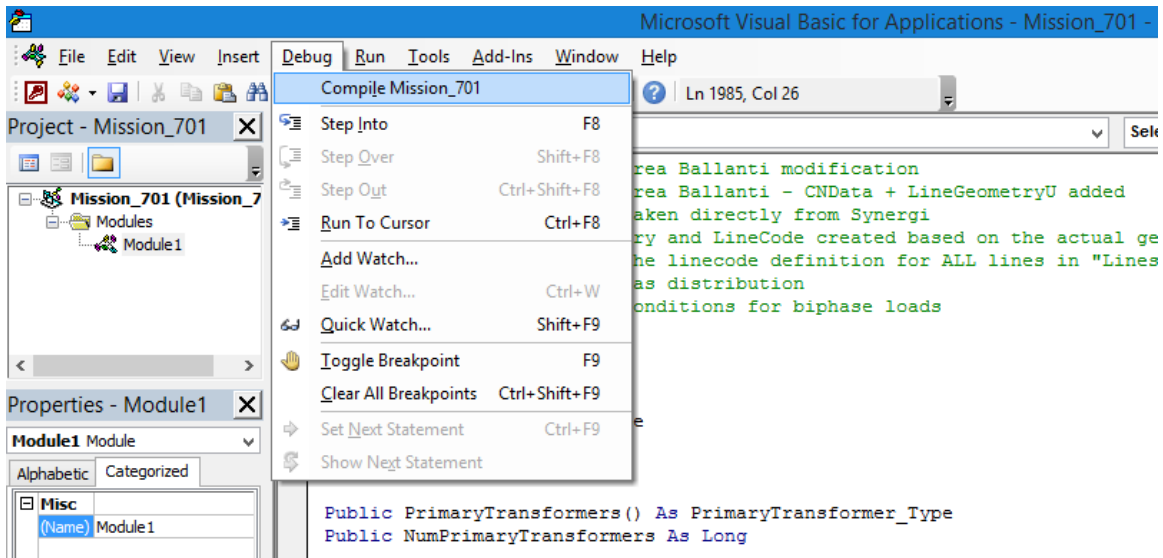 Microsoft Visual Basic for Applications - Mission_701 -
File Edit View Insert Debug Run Tools Add-Ins Window Help
Ln 1985, Col 26
Project - Mission_701
Mission_701 (Mission_7
Modules
Module1
Compile Mission_701
Step Into F8
Step Over Shift+F8
Step Out Ctrl+Shift+F8
Run To Cursor Ctrl+F8
Add Watch...
Edit Watch... Ctrl+W
Quick Watch... Shift+F9
Toggle Breakpoint F9
Clear All Breakpoints Ctrl+Shift+F9
Set Next Statement Ctrl+F9
Show Next Statement
Sele
rea Ballanti modification
rea Ballanti - CNData + LineGeometryU added
aken directly from Synergi
ry and LineCode created based on the actual ge
he linecode definition for ALL lines in "Lines
as distribution
onditions for biphase loads
e
Public PrimaryTransformers() As PrimaryTransformer_Type
Public NumPrimaryTransformers As Long
Properties - Module1
Module1 Module
Alphabetic Categorized
Misc
(Name) Module1